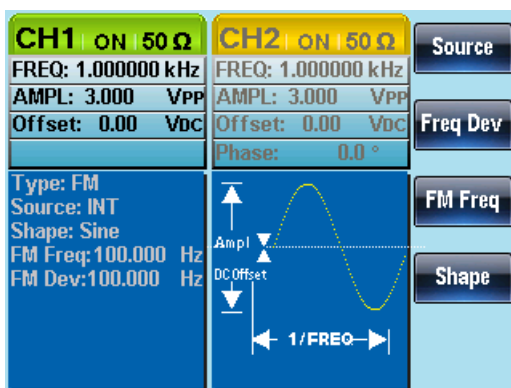 CH1 ON 50 Ω
FREQ: 1.000000 kHz
AMPL: 3.000 VPP
Offset: 0.00 VDC
CH2 ON 50 Ω
FREQ: 1.000000 kHz
AMPL: 3.000 VPP
Offset: 0.00 VDC
Phase: 0.0 °
Type: FM
Source: INT
Shape: Sine
FM Freq:100.000 Hz
FM Dev:100.000 Hz
Ampl
DC Offset
1/FREQ
Source
Freq Dev
FM Freq
Shape